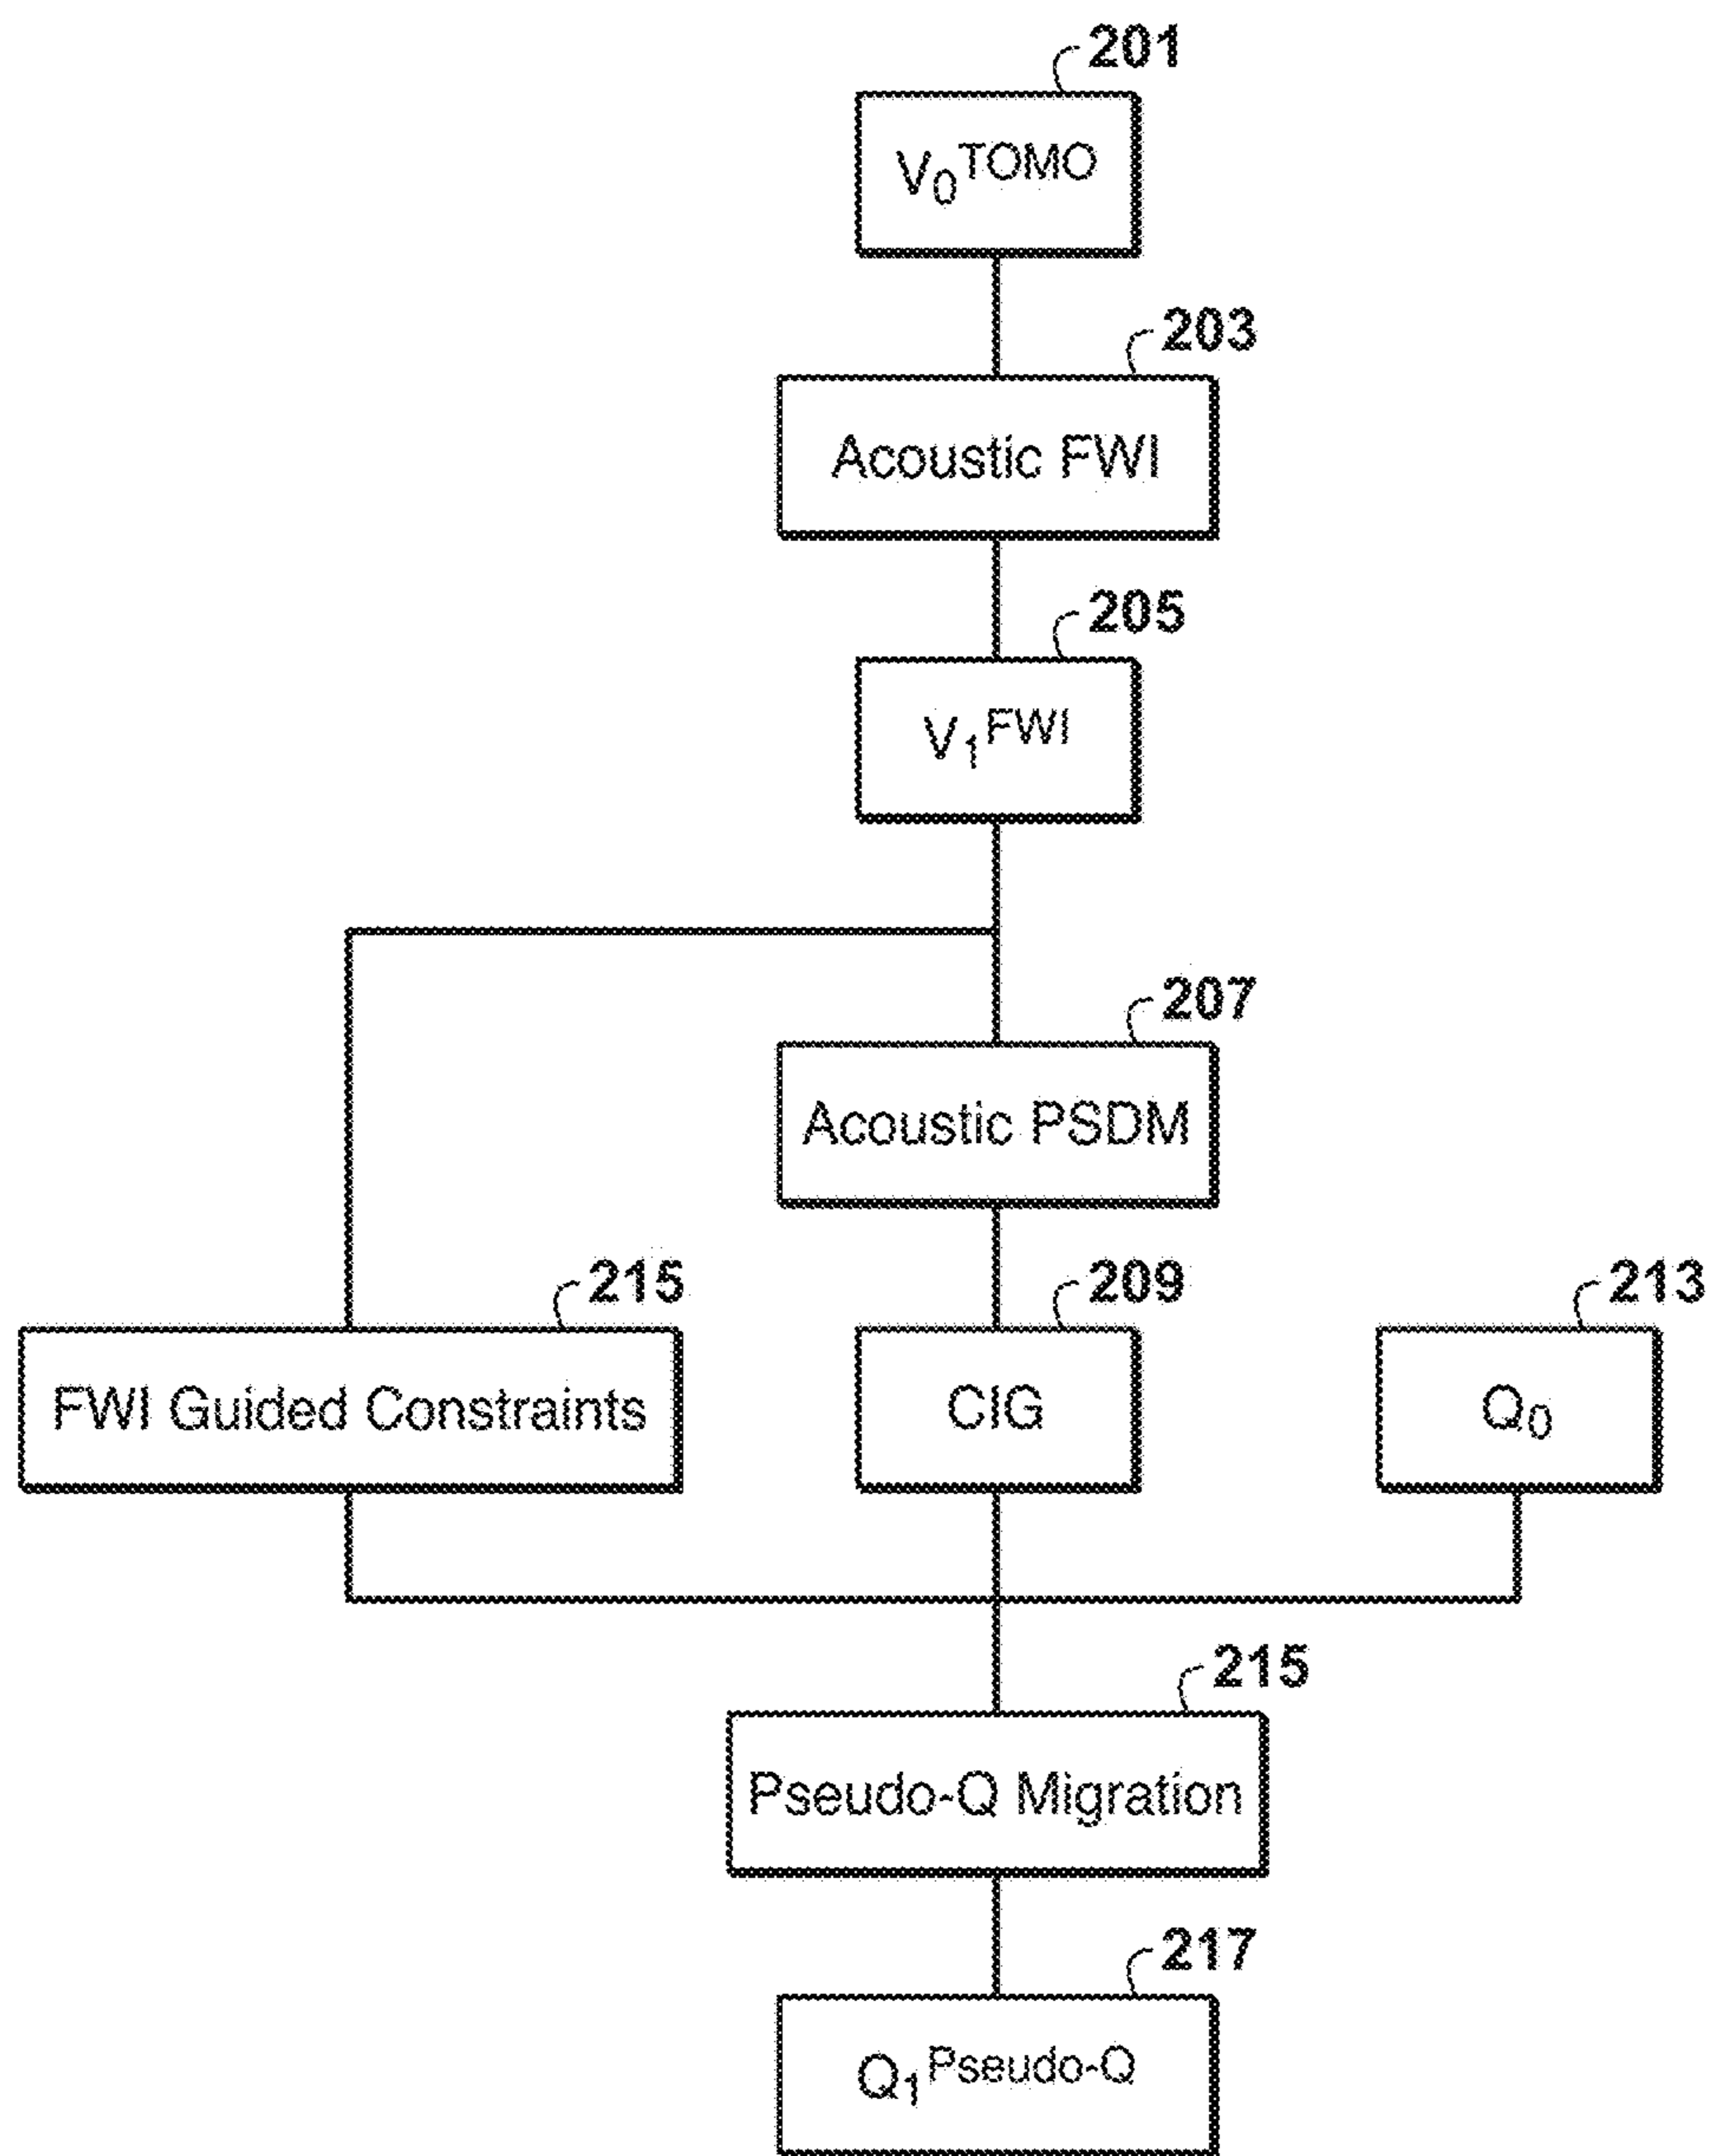 201
V₀ᵀᴼᴹᴼ
203
Acoustic FWI
205
V₁ꟳᵂᴵ
207
Acoustic PSDM
215
FWI Guided Constraints
209
CIG
213
Q₀
215
Pseudo-Q Migration
217
Q₁Pseudo-Q